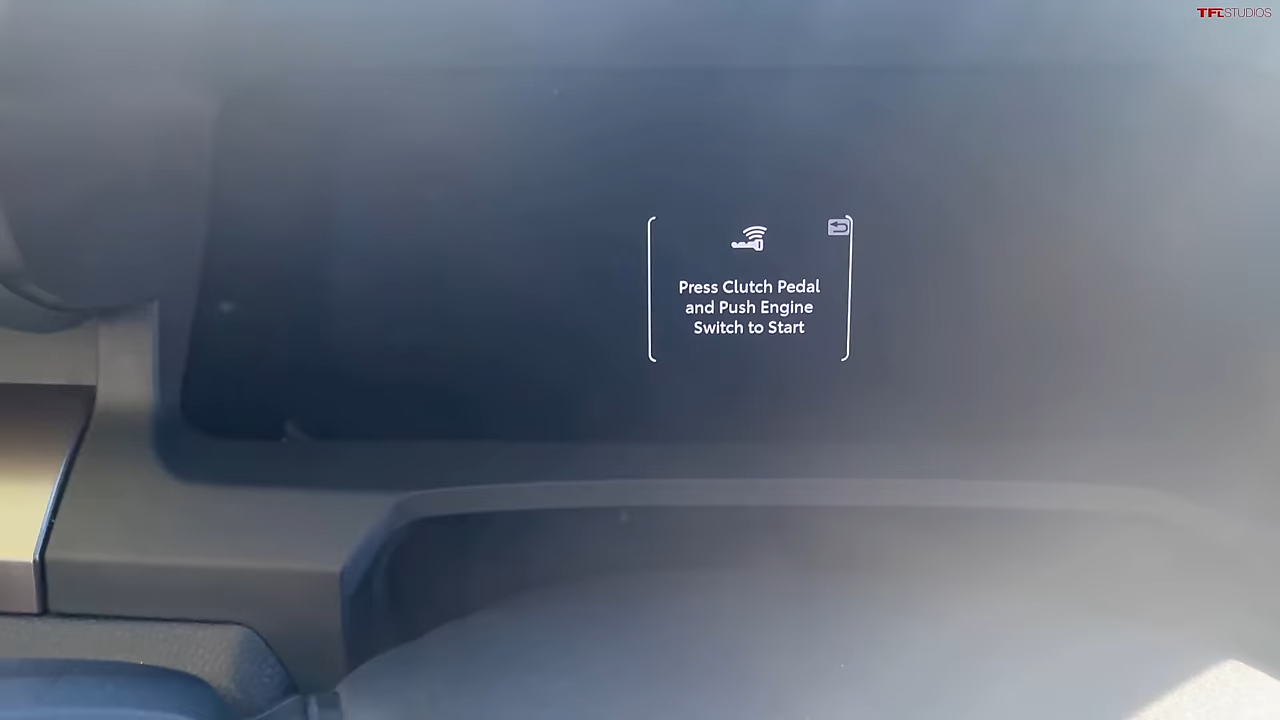 TFLSTUDIOS
Press Clutch Pedal
and Push Engine
Switch to Start